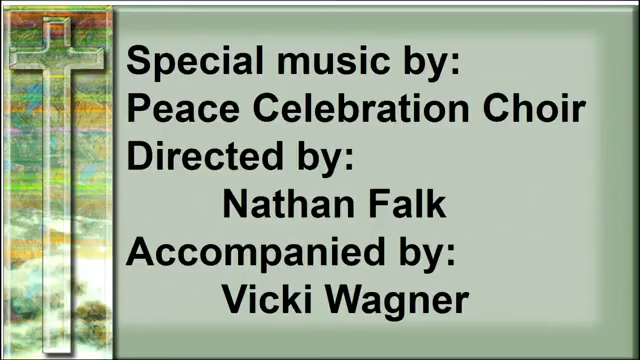 Special music by:
Peace Celebration Choir
Directed by:
Nathan Falk
Accompanied by:
Vicki Wagner